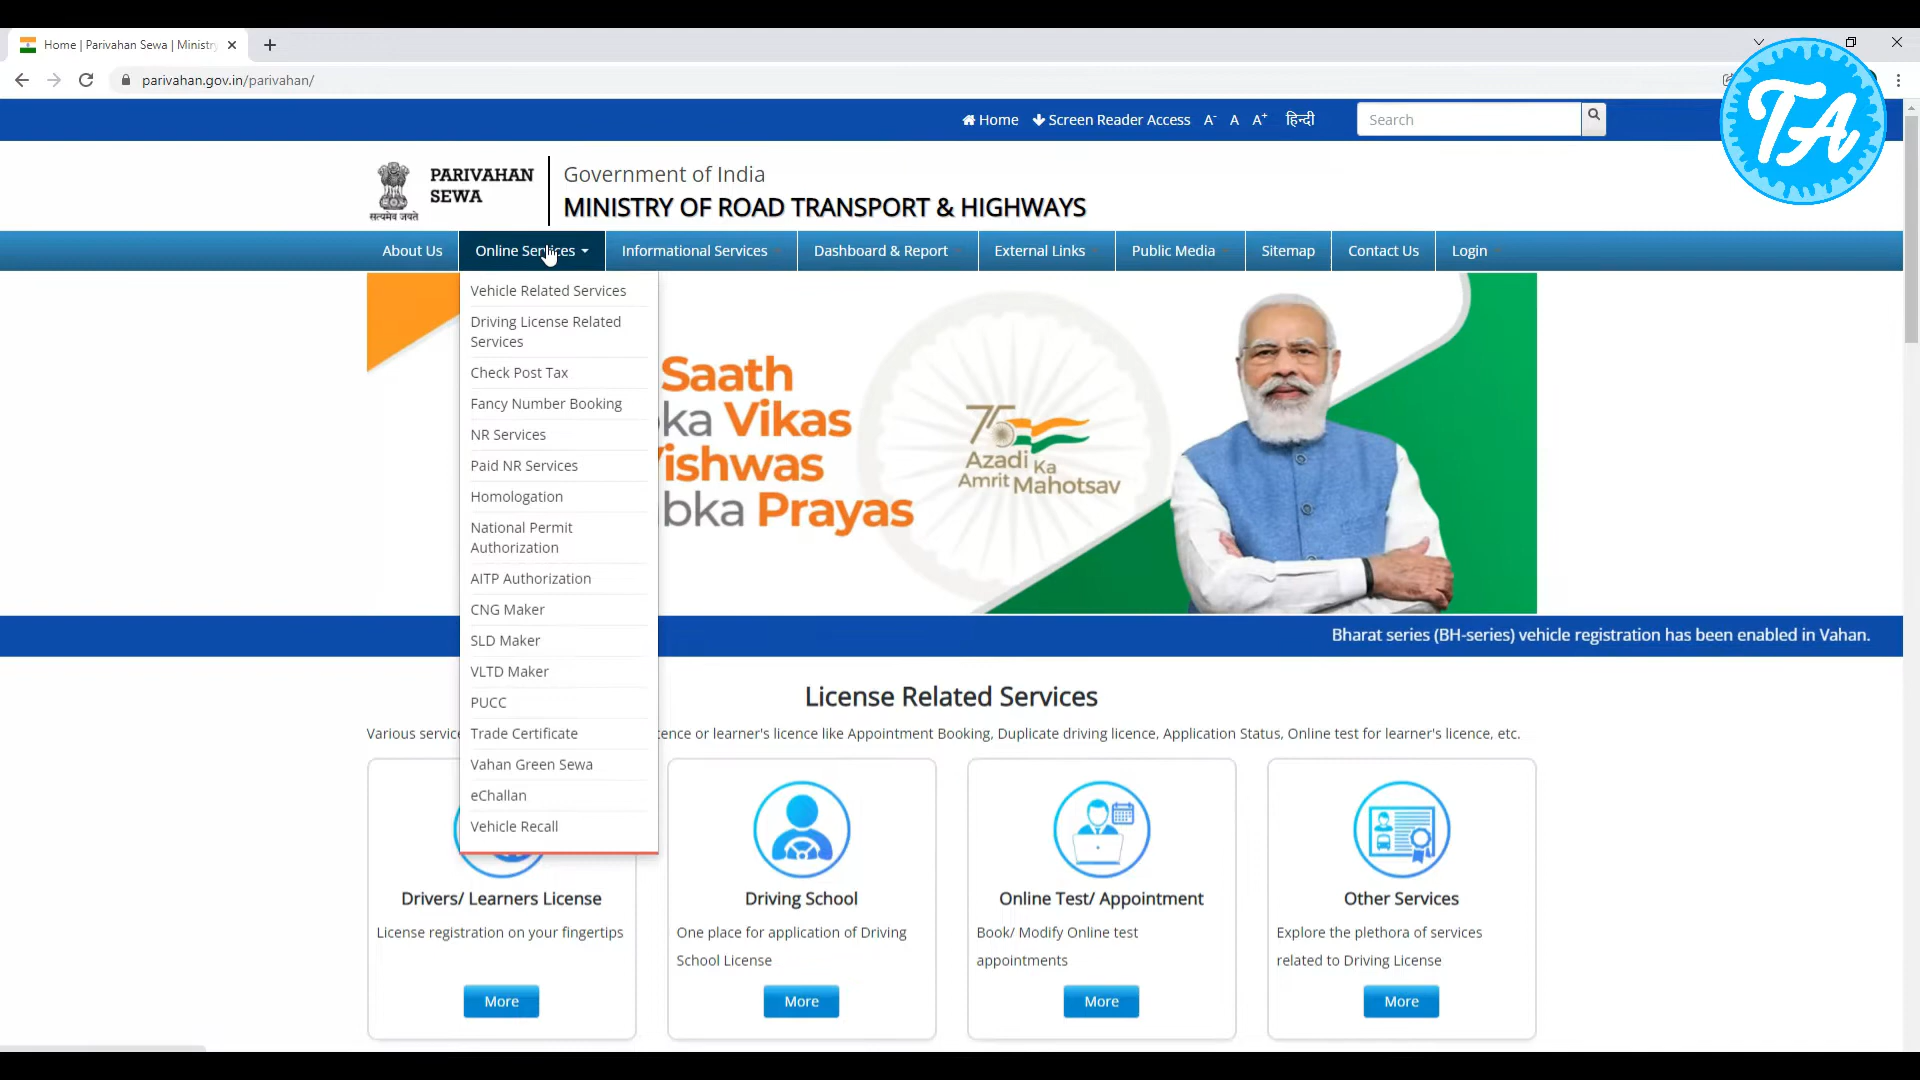 Home | Parivahan Sewa | Ministry
parivahan.gov.in/parivahan/
TA
Home Screen Reader Access A- A A+ हिन्दी Search
सत्यमेव जयते
PARIVAHAN
SEWA
Government of India
MINISTRY OF ROAD TRANSPORT & HIGHWAYS
About Us Online Services Informational Services Dashboard & Report External Links Public Media Sitemap Contact Us Login
Vehicle Related Services
Driving License Related
Services
Check Post Tax
Fancy Number Booking
NR Services
Paid NR Services
Homologation
National Permit
Authorization
AITP Authorization
CNG Maker
SLD Maker
VLTD Maker
PUCC
Trade Certificate
Vahan Green Sewa
eChallan
Vehicle Recall
Saath
ka Vikas
ishwas
bka Prayas
75
Azadi Ka
Amrit Mahotsav
Bharat series (BH-series) vehicle registration has been enabled in Vahan.
License Related Services
Various servic ence or learner's licence like Appointment Booking, Duplicate driving licence, Application Status, Online test for learner's licence, etc.
Drivers/ Learners License
License registration on your fingertips
More
Driving School
One place for application of Driving
School License
More
Online Test/ Appointment
Book/ Modify Online test
appointments
More
Other Services
Explore the plethora of services
related to Driving License
More